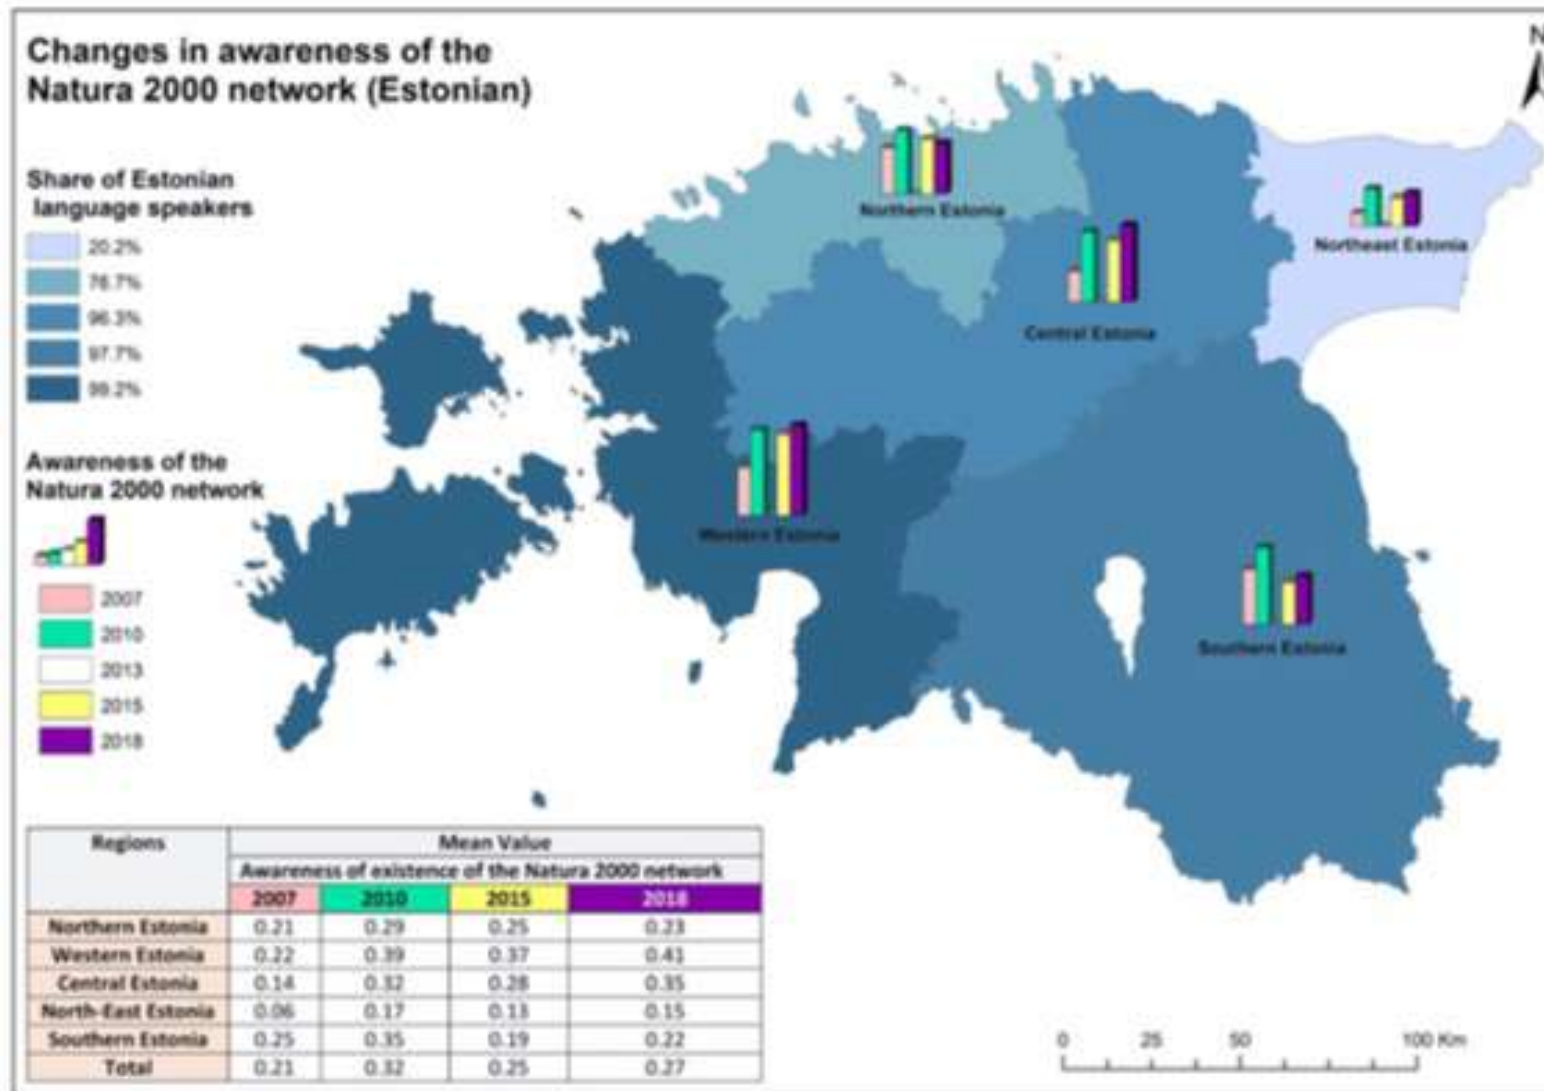 Changes in awareness of the
Natura 2000 network (Estonian)
N
Share of Estonian
language speakers
20.2%
76.7%
96.3%
97.7%
99.2%
Awareness of the
Natura 2000 network
2007
2010
2013
2015
2018
Northern Estonia
Northeast Estonia
Central Estonia
Western Estonia
Southern Estonia
Regions Mean Value
Awareness of existence of the Natura 2000 network
2007 2010 2015 2018
Northern Estonia 0.21 0.29 0.25 0.23
Western Estonia 0.22 0.39 0.37 0.41
Central Estonia 0.14 0.32 0.28 0.35
North-East Estonia 0.06 0.17 0.13 0.15
Southern Estonia 0.25 0.35 0.19 0.22
Total 0.21 0.32 0.25 0.27
0 25 50 100 Km